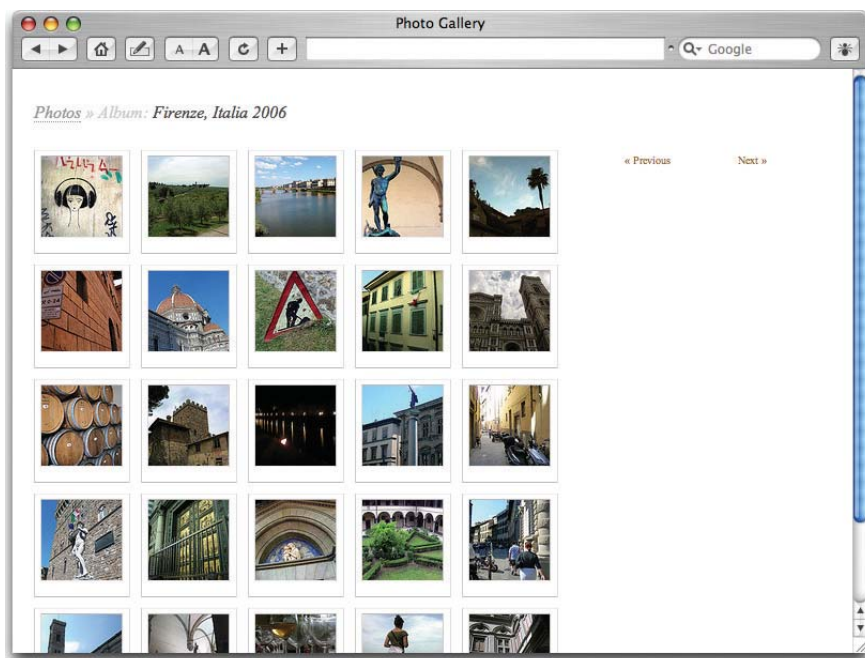 Photo Gallery
A A
Google
Photos » Album: Firenze, Italia 2006
« Previous Next »